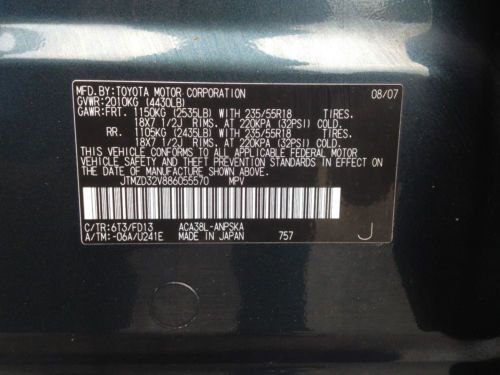 MFD.BY:TOYOTA MOTOR CORPORATION 08/07
GVWR:2010KG (4430LB)
GAWR:FRT. 1150KG (2535LB) WITH 235/55R18 TIRES.
18X7 1/2J RIMS. AT 220KPA (32PSI) COLD.
RR. 1105KG (2435LB) WITH 235/55R18 TIRES.
18X7 1/2J RIMS. AT 220KPA (32PSI) COLD.
THIS VEHICLE CONFORMS TO ALL APPLICABLE FEDERAL MOTOR
VEHICLE SAFETY AND THEFT PREVENTION STANDARDS IN EFFECT ON
THE DATE OF MANUFACTURE SHOWN ABOVE.
JTMZD32V886055570 MPV
C/TR:6T3/FD13 ACA38L-ANPSKA
A/TM:-06A/U241E MADE IN JAPAN 757 J